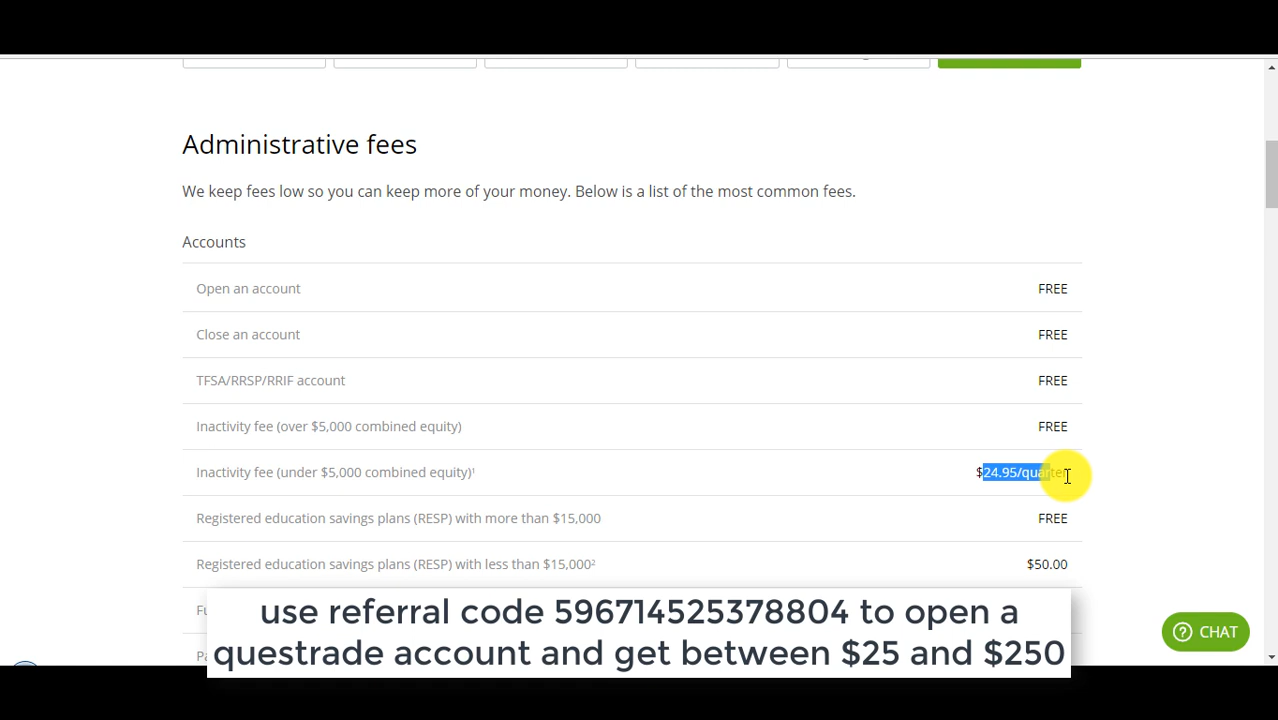 Administrative fees
We keep fees low so you can keep more of your money. Below is a list of the most common fees.
Accounts
Open an account FREE
Close an account FREE
TFSA/RRSP/RRIF account FREE
Inactivity fee (over $5,000 combined equity) FREE
Inactivity fee (under $5,000 combined equity)¹ $24.95/quarter
Registered education savings plans (RESP) with more than $15,000 FREE
Registered education savings plans (RESP) with less than $15,000² $50.00
use referral code 596714525378804 to open a
questrade account and get between $25 and $250
CHAT